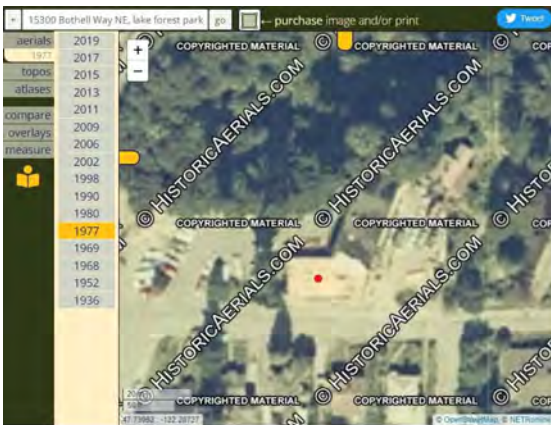 15300 Bothell Way NE, lake forest park go ← purchase image and/or print Tweet
aerials
1977
topos
atlases
compare
overlays
measure
2019
2017
2015
2013
2011
2009
2006
2002
1998
1990
1980
1977
1969
1968
1952
1936
+
−
COPYRIGHTED MATERIAL © COPYRIGHTED MATERIAL © COP
© HISTORICAERIALS.COM
© HISTORICAERIALS.COM
COPYRIGHTED MATERIAL © COPYRIGHTED MATERIAL © COP
© HISTORICAERIALS.COM
© HISTORICAERIALS.COM
COPYRIGHTED MATERIAL © COPYRIGHTED MATERIAL © COP
© OpenStreetMap, © NETRonline